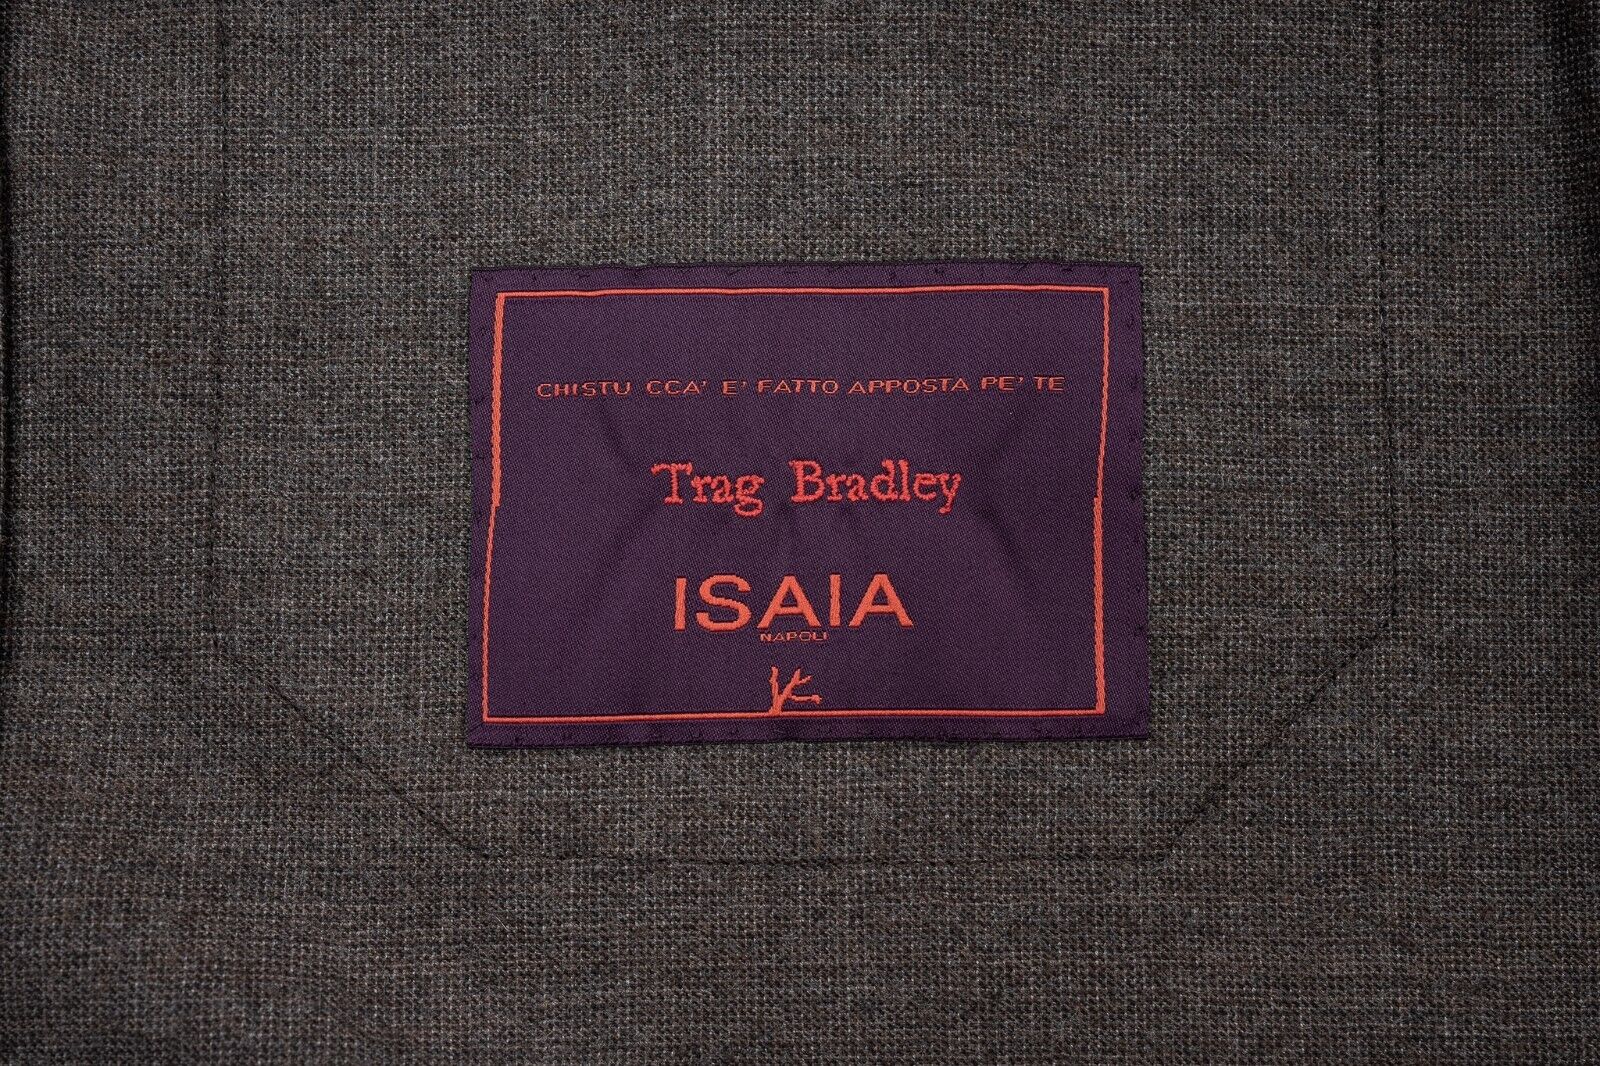 CHISTU CCA' E' FATTO APPOSTA PE' TE
Trag Bradley
ISAIA
NAPOLI